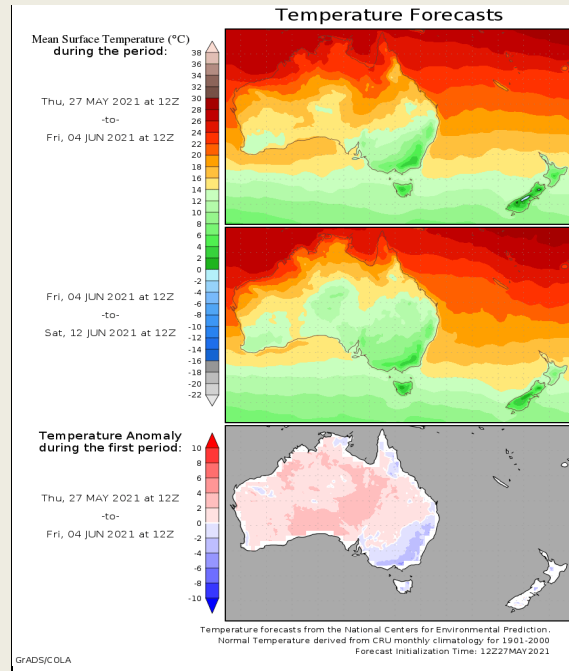 Temperature Forecasts
Mean Surface Temperature (°C)
during the period:
Thu, 27 MAY 2021 at 12Z
-to-
Fri, 04 JUN 2021 at 12Z
38
36
34
32
30
28
26
24
22
20
18
16
14
12
10
8
6
4
2
0
-2
-4
-6
-8
-10
-12
-14
-16
-18
-20
-22
Fri, 04 JUN 2021 at 12Z
-to-
Sat, 12 JUN 2021 at 12Z
Temperature Anomaly
during the first period:
Thu, 27 MAY 2021 at 12Z
-to-
Fri, 04 JUN 2021 at 12Z
10
8
6
4
2
0
-2
-4
-6
-8
-10
Temperature forecasts from the National Centers for Environmental Prediction.
Normal Temperature derived from CRU monthly climatology for 1901-2000
Forecast Initialization Time: 12Z27MAY2021
GrADS/COLA